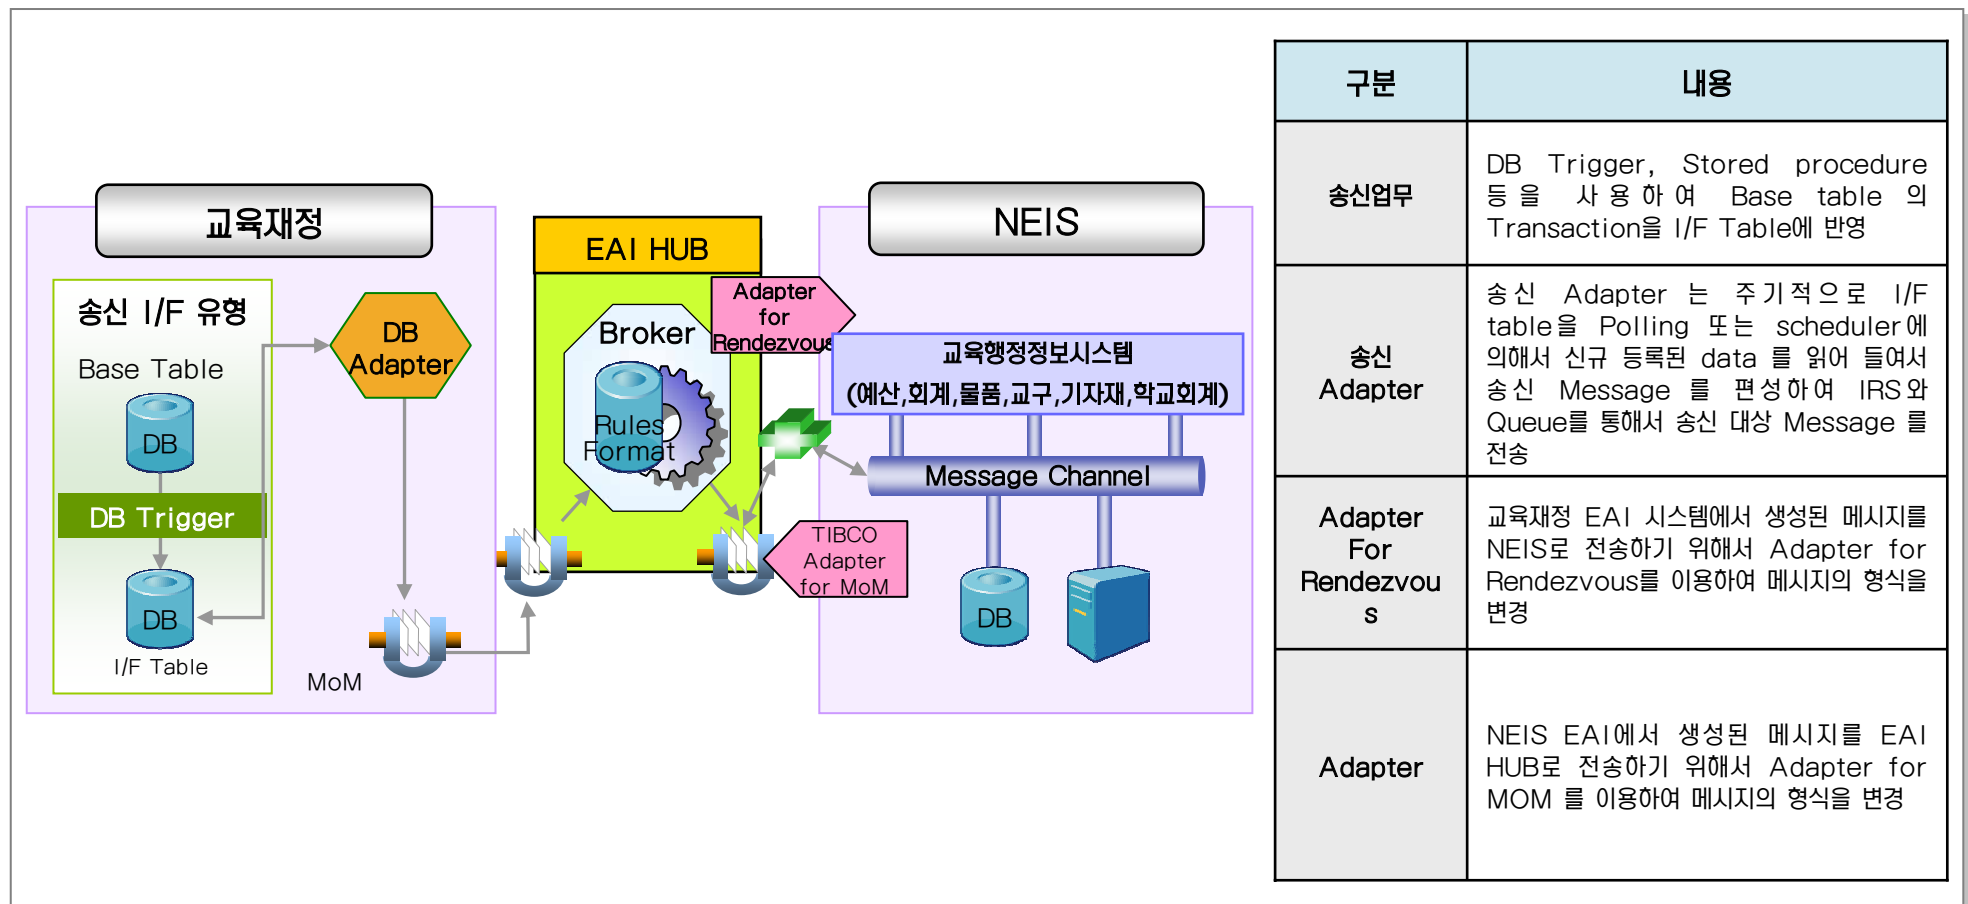 교육재정
송신 I/F 유형
Base Table
DB
DB Trigger
DB
I/F Table
DB
Adapter
MoM
EAI HUB
Broker
Rules
Format
Adapter
for
Rendezvous
TIBCO
Adapter
for MoM
NEIS
교육행정정보시스템
(예산,회계,물품,교구,기자재,학교회계)
Message Channel
DB
구분
내용
송신업무
DB Trigger, Stored procedure
등을 사용하여 Base table 의
Transaction을 I/F Table에 반영
송신
Adapter
송신 Adapter 는 주기적으로 I/F
table을 Polling 또는 scheduler에
의해서 신규 등록된 data 를 읽어 들여서
송신 Message 를 편성하여 IRS와
Queue를 통해서 송신 대상 Message 를
전송
Adapter
For
Rendezvou
s
교육재정 EAI 시스템에서 생성된 메시지를
NEIS로 전송하기 위해서 Adapter for
Rendezvous를 이용하여 메시지의 형식을
변경
Adapter
NEIS EAI에서 생성된 메시지를 EAI
HUB로 전송하기 위해서 Adapter for
MOM 를 이용하여 메시지의 형식을 변경